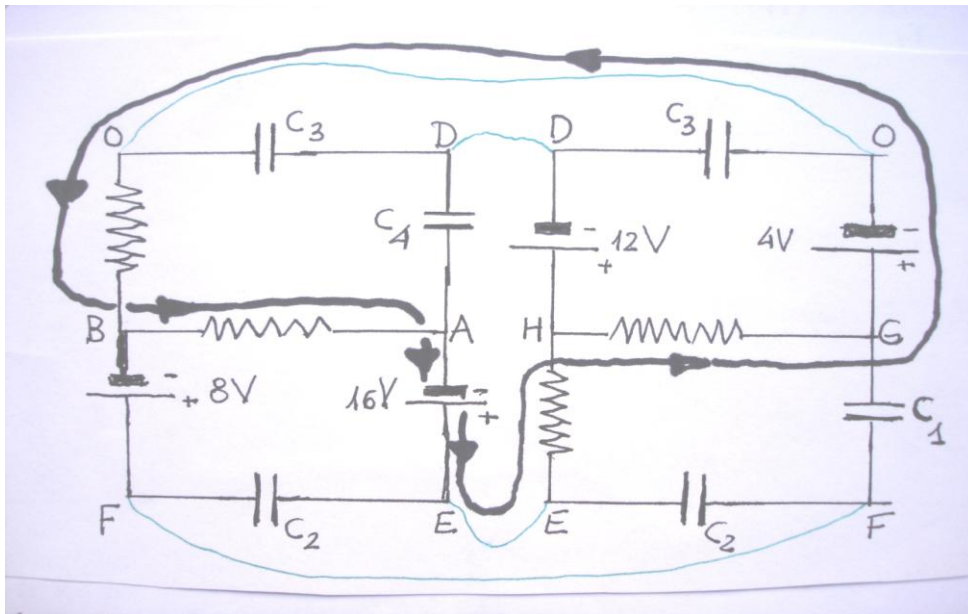 O C3 D D C3 O
C4 - 12V + 4V - +
B A H G
- 8V + 16V - + C1
F C2 E E C2 F